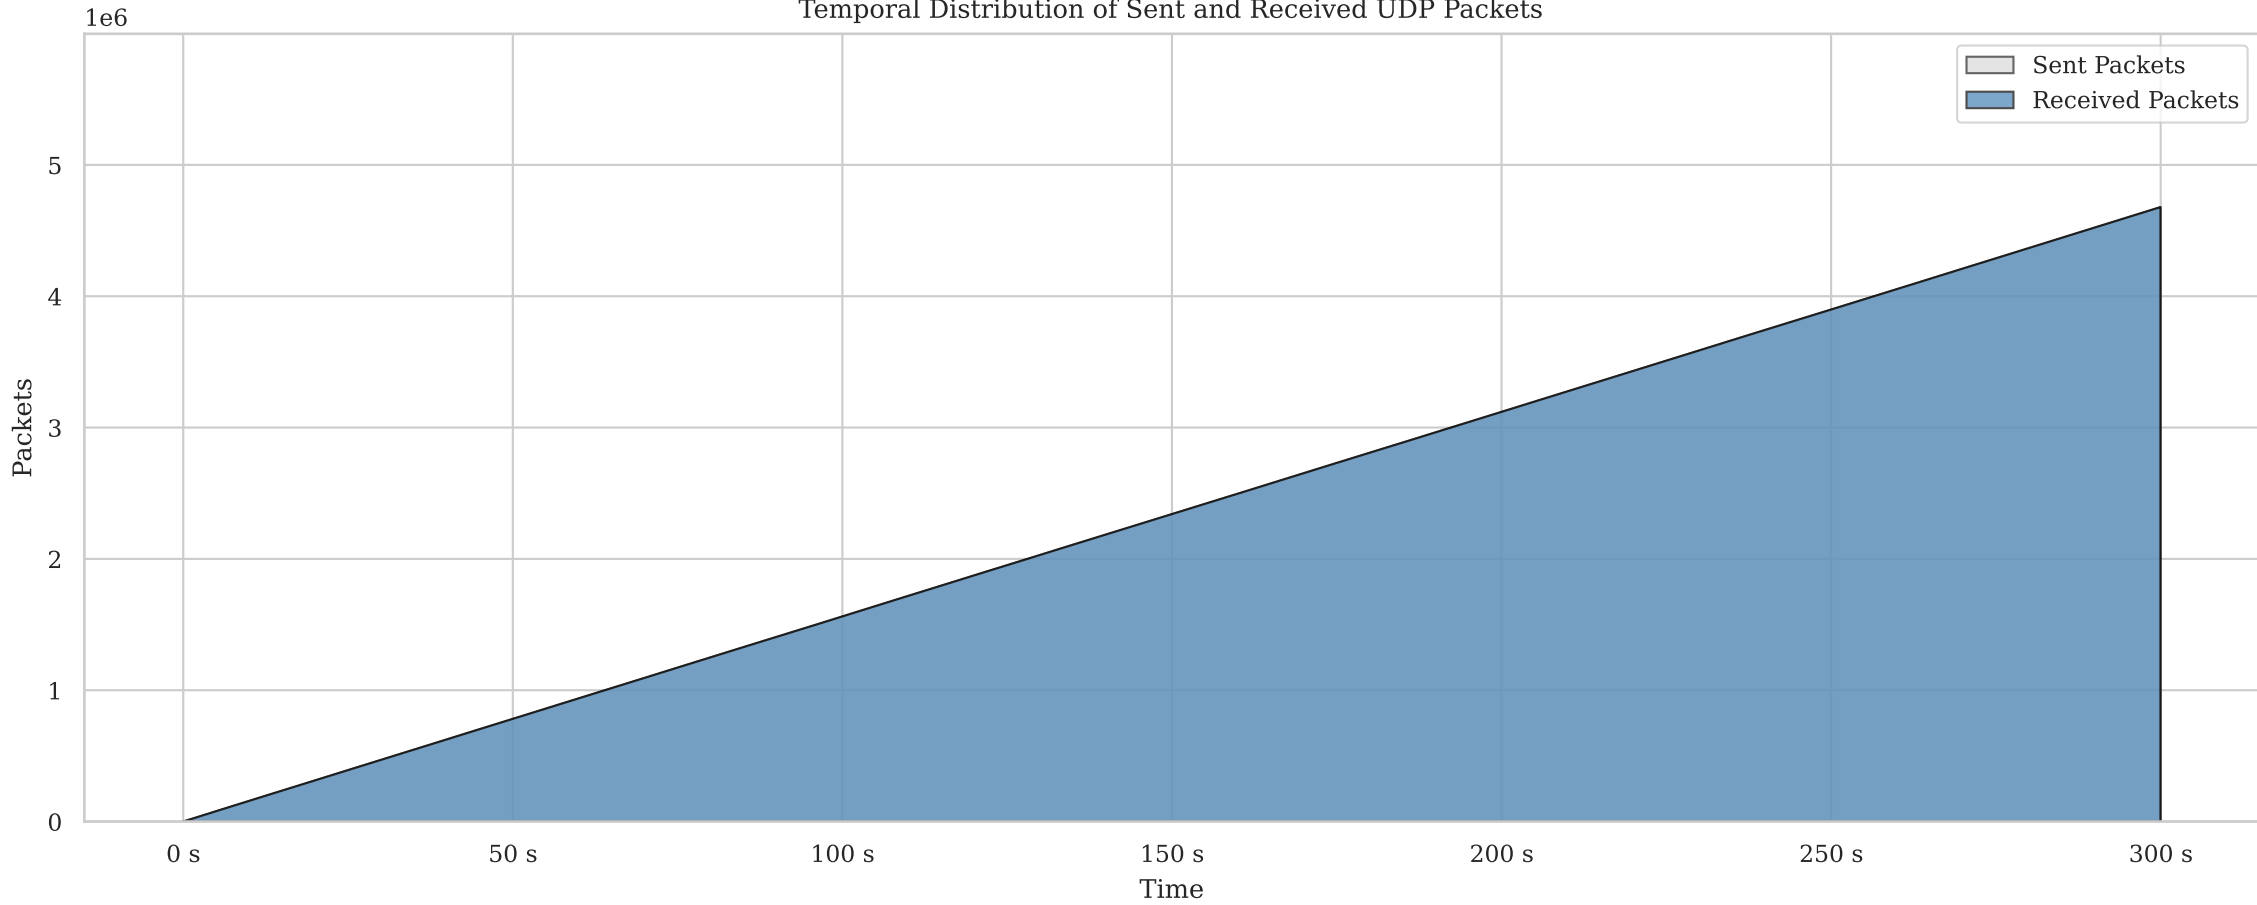 Temporal Distribution of Sent and Received UDP Packets
1e6
Sent Packets
Received Packets
5
4
3
2
1
0
Packets
0 s 50 s 100 s 150 s 200 s 250 s 300 s
Time